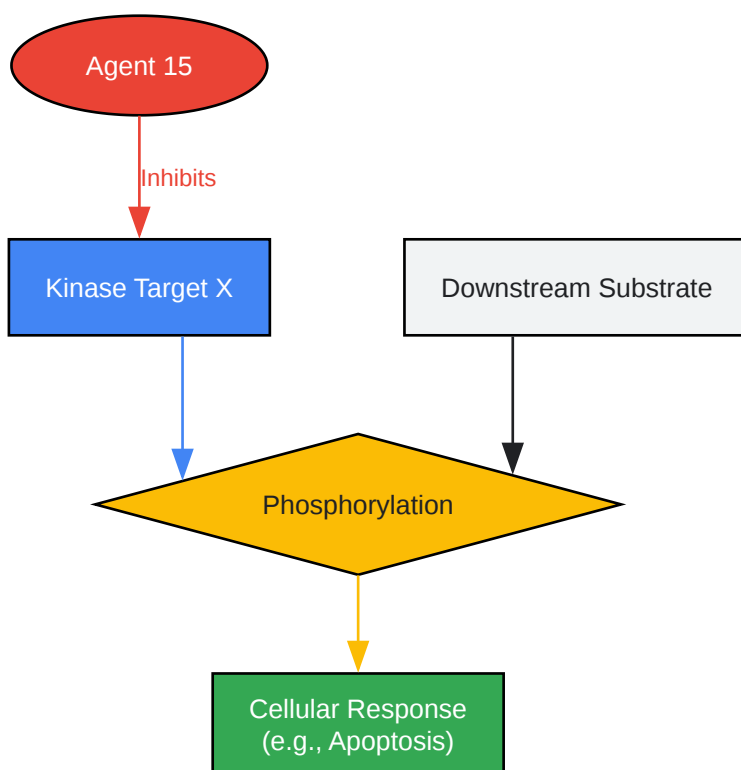 Agent 15
Inhibits
Kinase Target X
Downstream Substrate
Phosphorylation
Cellular Response
(e.g., Apoptosis)